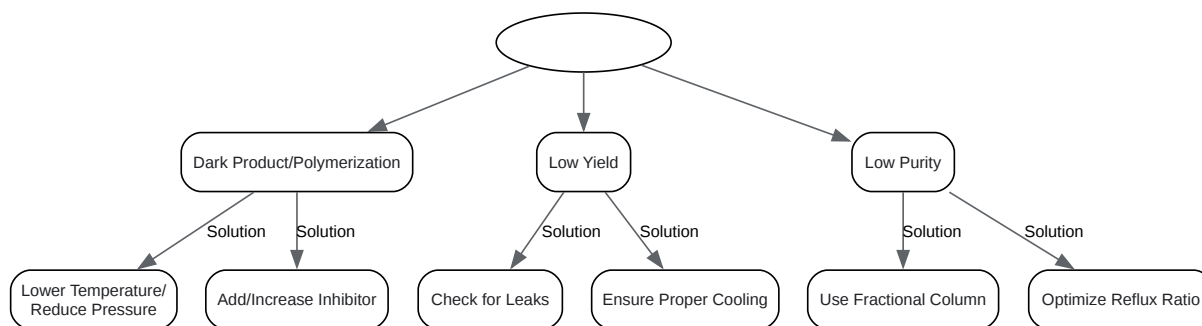 Dark Product/Polymerization
Low Yield
Low Purity
Solution
Solution
Solution
Solution
Solution
Solution
Lower Temperature/
Reduce Pressure
Add/Increase Inhibitor
Check for Leaks
Ensure Proper Cooling
Use Fractional Column
Optimize Reflux Ratio